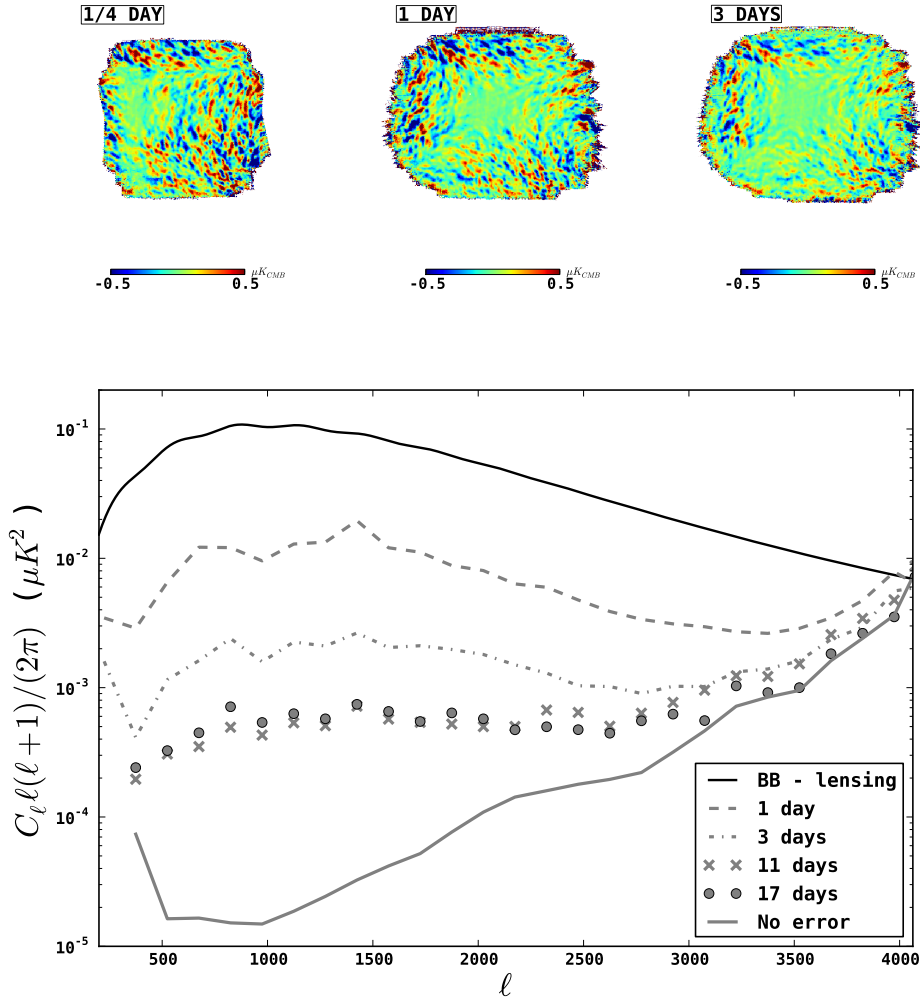 1/4 DAY 1 DAY 3 DAYS
-0.5 0.5 μK_CMB -0.5 0.5 μK_CMB -0.5 0.5 μK_CMB
C_ℓ ℓ(ℓ+1)/(2π) (μK^2)
10^-1
10^-2
10^-3
10^-4
10^-5
BB - lensing
1 day
3 days
11 days
17 days
No error
500 1000 1500 2000 2500 3000 3500 4000
ℓ